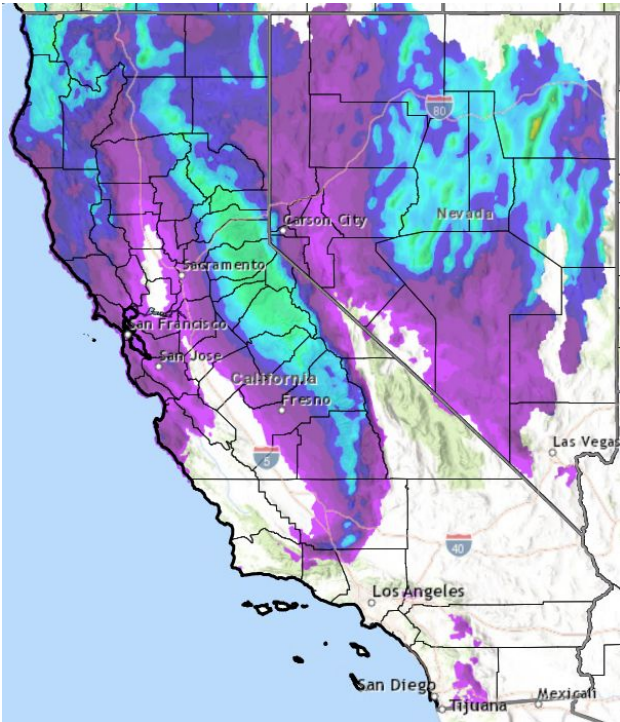 80
Nevada
Carson City
Sacramento
San Francisco
San Jose
California
Fresno
Las Vegas
5
40
Los Angeles
San Diego
Tijuana
Mexicali